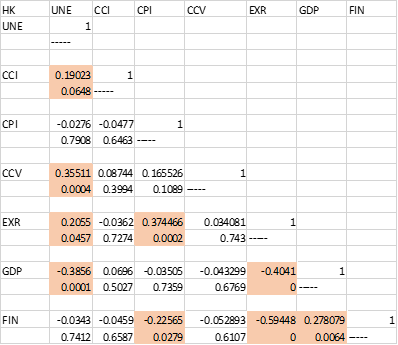 HK UNE CCI CPI CCV EXR GDP FIN
UNE 1
-----
CCI 0.19023 1
0.0648 -----
CPI -0.0276 -0.0477 1
0.7908 0.6463 -----
CCV 0.35511 0.08744 0.165526 1
0.0004 0.3994 0.1089 -----
EXR 0.2055 -0.0362 0.374466 0.034081 1
0.0457 0.7274 0.0002 0.743 -----
GDP -0.3856 0.0696 -0.03505 -0.043299 -0.4041 1
0.0001 0.5027 0.7359 0.6769 0 -----
FIN -0.0343 -0.0459 -0.22565 -0.052893 -0.59448 0.278079 1
0.7412 0.6587 0.0279 0.6107 0 0.0064 -----